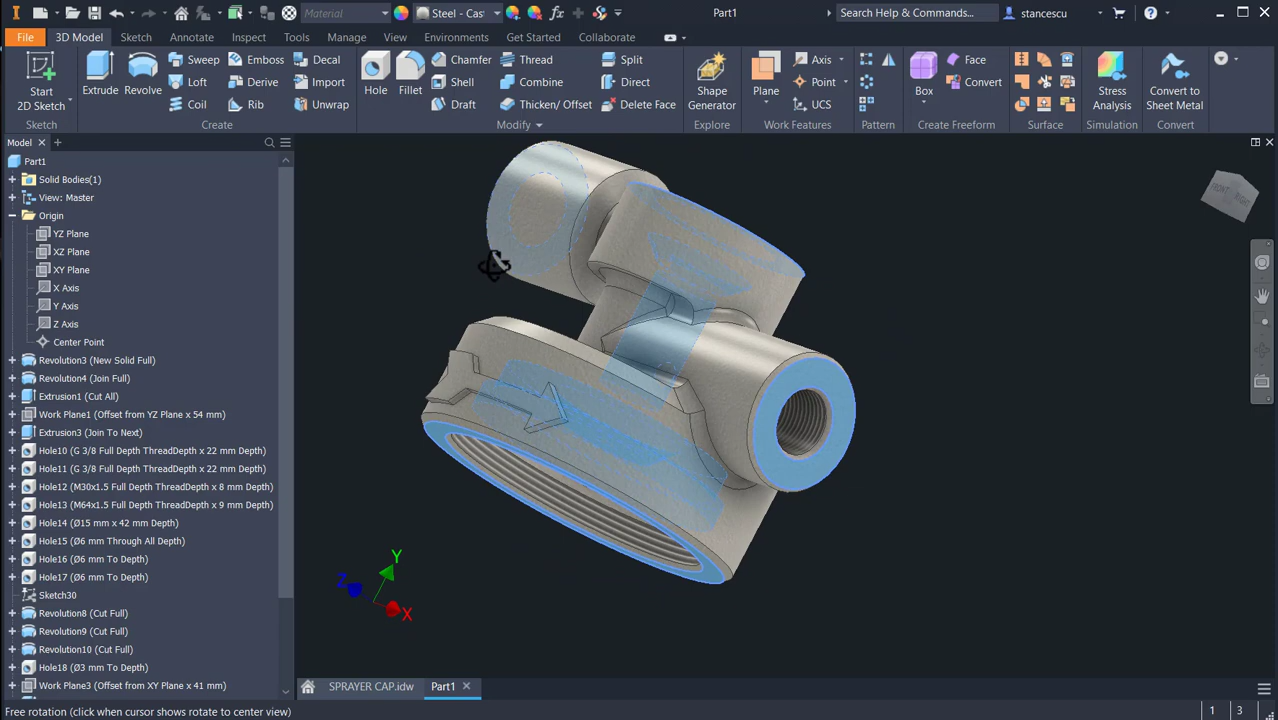 Material
Steel - Cas
Part1
Search Help & Commands...
stancescu
File
3D Model
Sketch
Annotate
Inspect
Tools
Manage
View
Environments
Get Started
Collaborate
Start
2D Sketch
Extrude
Revolve
Sweep
Loft
Coil
Emboss
Derive
Rib
Decal
Import
Unwrap
Hole
Fillet
Chamfer
Shell
Draft
Thread
Combine
Thicken/ Offset
Split
Direct
Delete Face
Shape
Generator
Plane
Axis
Point
UCS
Box
Face
Convert
Stress
Analysis
Convert to
Sheet Metal
Sketch
Create
Modify
Explore
Work Features
Pattern
Create Freeform
Surface
Simulation
Convert
Model
Part1
Solid Bodies(1)
View: Master
Origin
YZ Plane
XZ Plane
XY Plane
X Axis
Y Axis
Z Axis
Center Point
Revolution3 (New Solid Full)
Revolution4 (Join Full)
Extrusion1 (Cut All)
Work Plane1 (Offset from YZ Plane x 54 mm)
Extrusion3 (Join To Next)
Hole10 (G 3/8 Full Depth ThreadDepth x 22 mm Depth)
Hole11 (G 3/8 Full Depth ThreadDepth x 22 mm Depth)
Hole12 (M30x1.5 Full Depth ThreadDepth x 8 mm Depth)
Hole13 (M64x1.5 Full Depth ThreadDepth x 9 mm Depth)
Hole14 (Ø15 mm x 42 mm Depth)
Hole15 (Ø6 mm Through All Depth)
Hole16 (Ø6 mm To Depth)
Hole17 (Ø6 mm To Depth)
Sketch30
Revolution8 (Cut Full)
Revolution9 (Cut Full)
Revolution10 (Cut Full)
Hole18 (Ø3 mm To Depth)
Work Plane3 (Offset from XY Plane x 41 mm)
FRONT
RIGHT
Y
Z
X
SPRAYER CAP.idw
Part1
Free rotation (click when cursor shows rotate to center view)
1
3